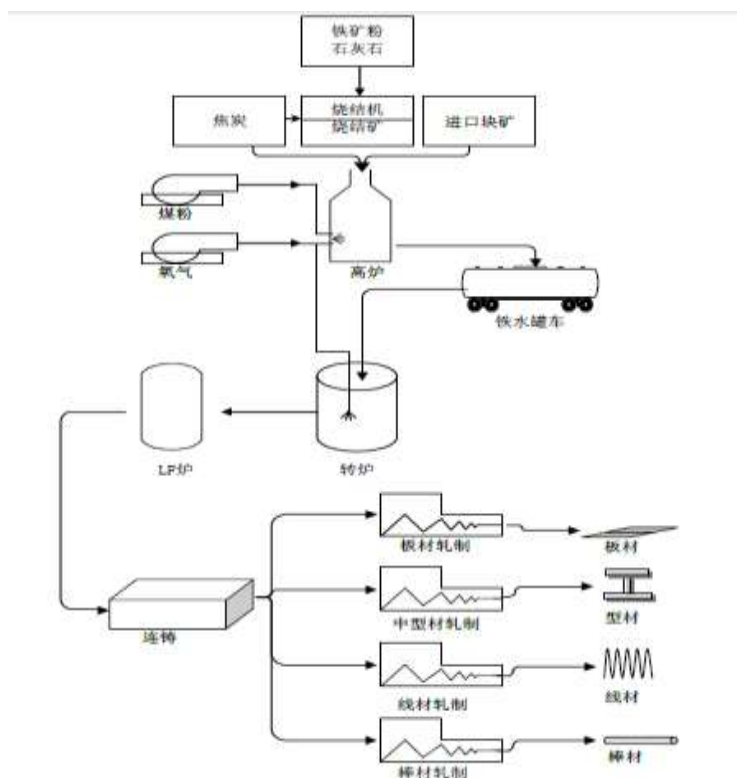 铁矿粉
石灰石
焦炭
烧结机
烧结矿
进口块矿
煤粉
氧气
高炉
铁水罐车
LF炉
转炉
板材轧制
板材
中型材轧制
型材
连铸
线材轧制
线材
棒材轧制
棒材